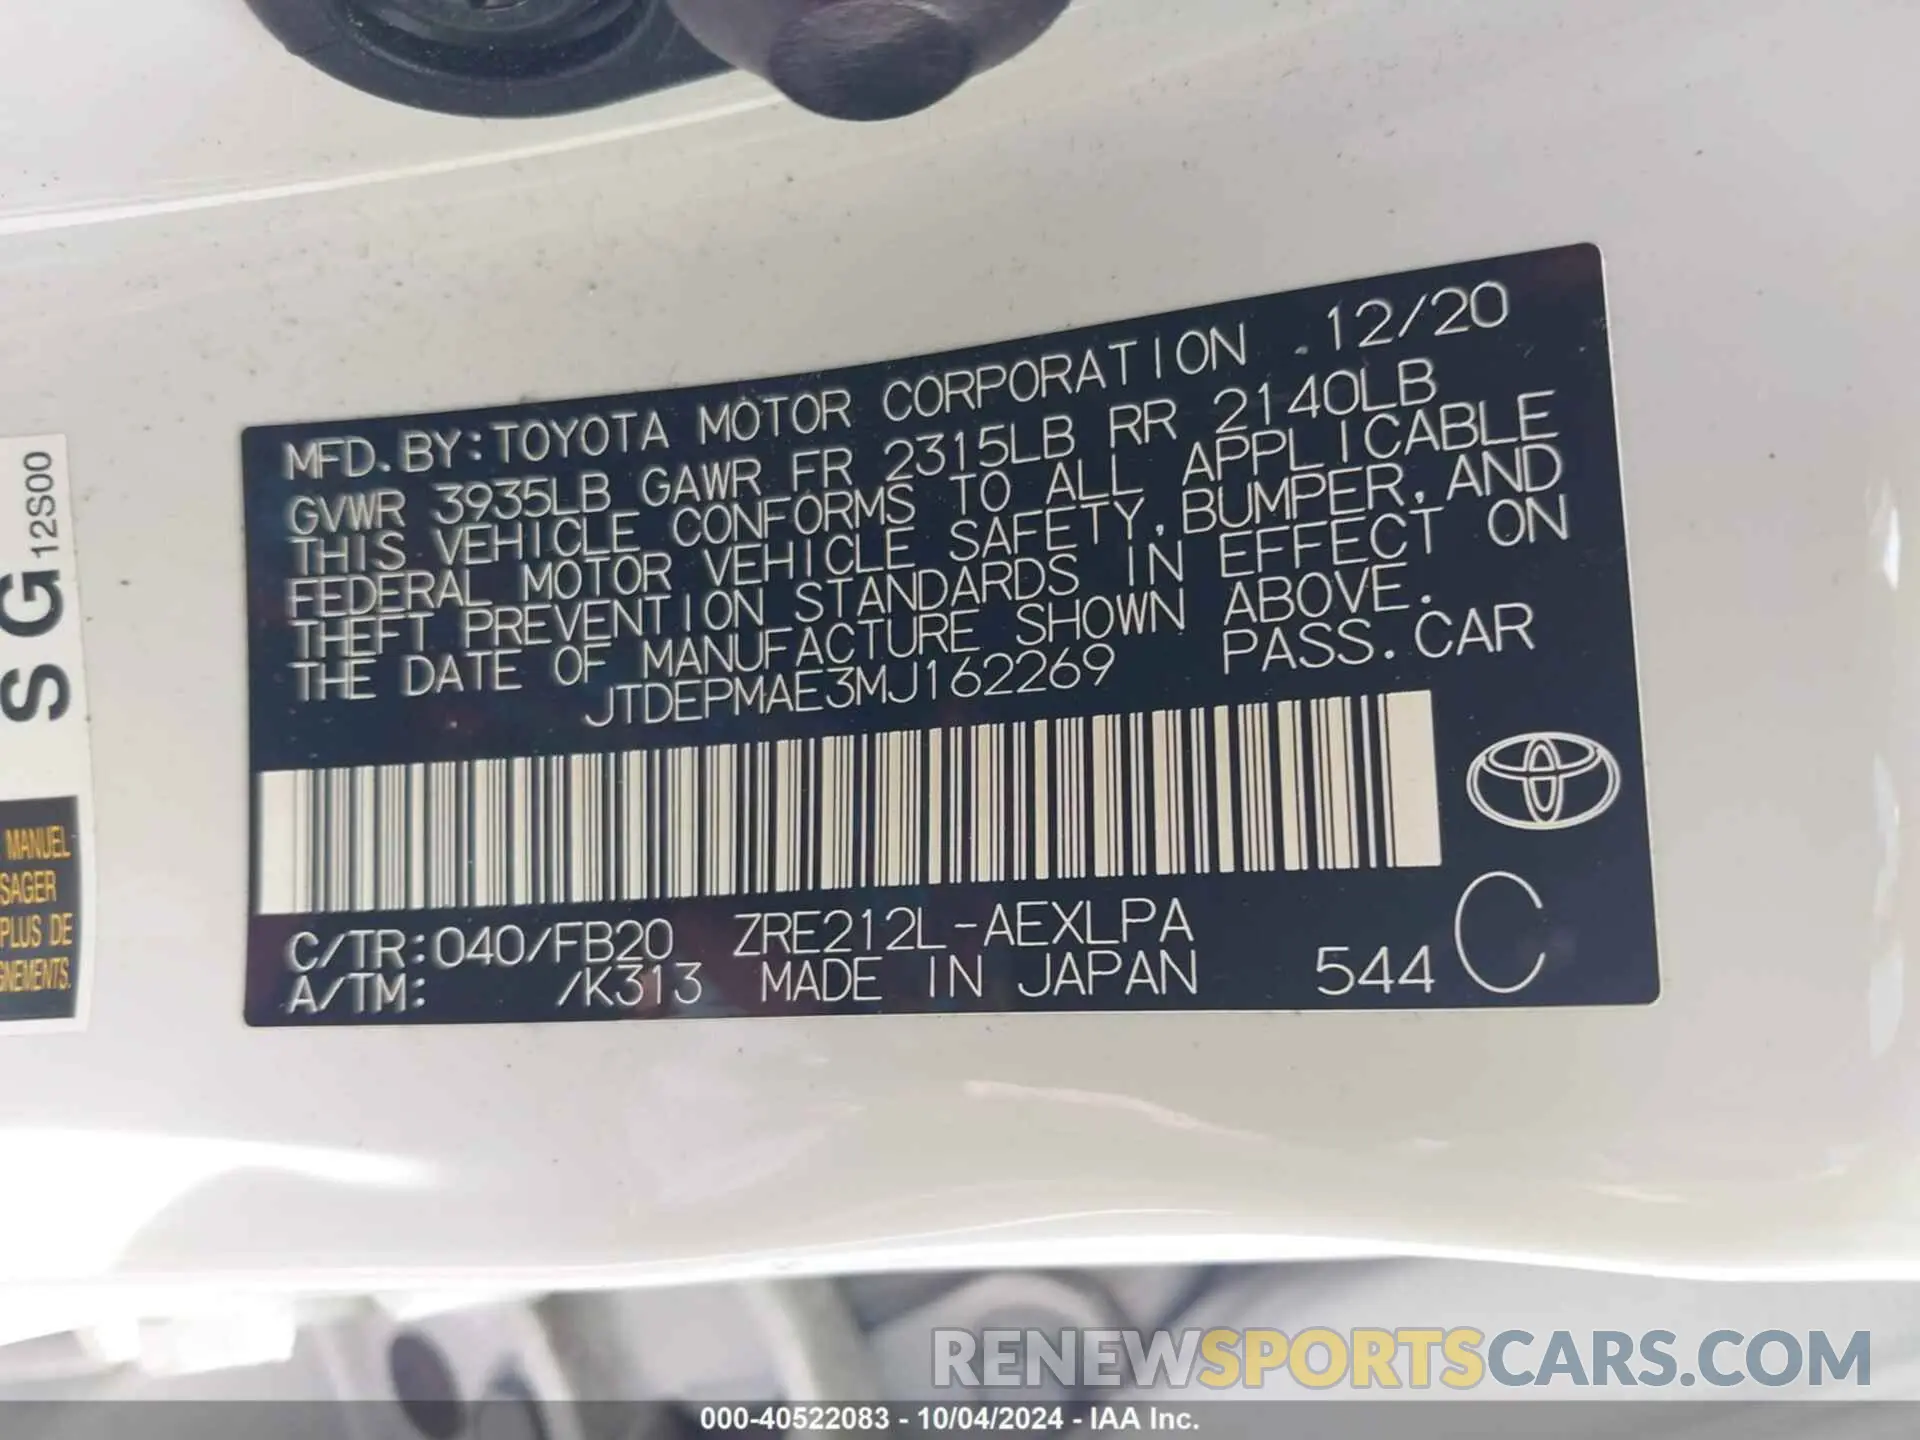 MFD. BY: TOYOTA MOTOR CORPORATION 12/20
GVWR 3935LB GAWR FR 2315LB RR 2140LB
THIS VEHICLE CONFORMS TO ALL APPLICABLE
FEDERAL MOTOR VEHICLE SAFETY, BUMPER, AND
THEFT PREVENTION STANDARDS IN EFFECT ON
THE DATE OF MANUFACTURE SHOWN ABOVE.
JTDEPMAE3MJ162269 PASS. CAR
C/TR: 040/FB20 ZRE212L-AEXLPA
A/TM: /K313 MADE IN JAPAN 544 C
SG 12S00
MANUEL
PLUS DE
RENEWSPORTSCARS.COM
000-40522083 - 10/04/2024 - IAA Inc.